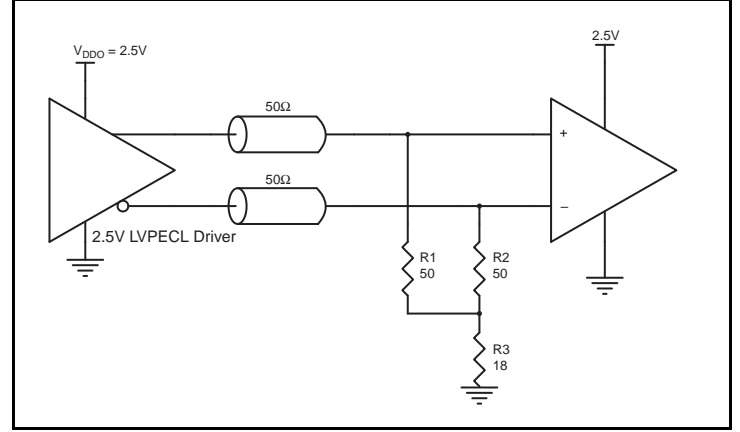 2.5V
V_DDO = 2.5V
50Ω
+
50Ω
–
2.5V LVPECL Driver
R1
50
R2
50
R3
18